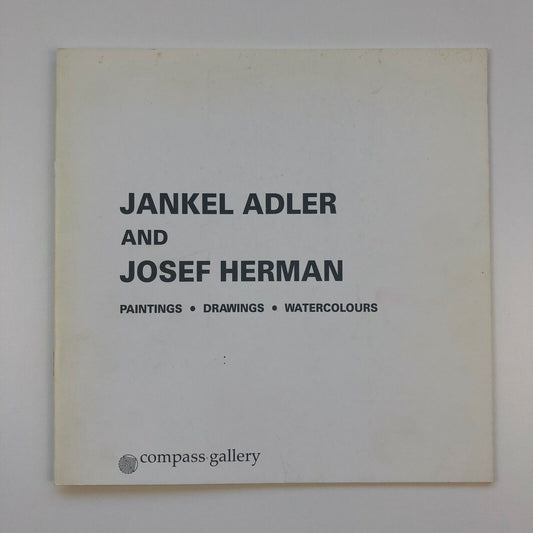 JANKEL ADLER
AND
JOSEF HERMAN
PAINTINGS • DRAWINGS • WATERCOLOURS
compass gallery